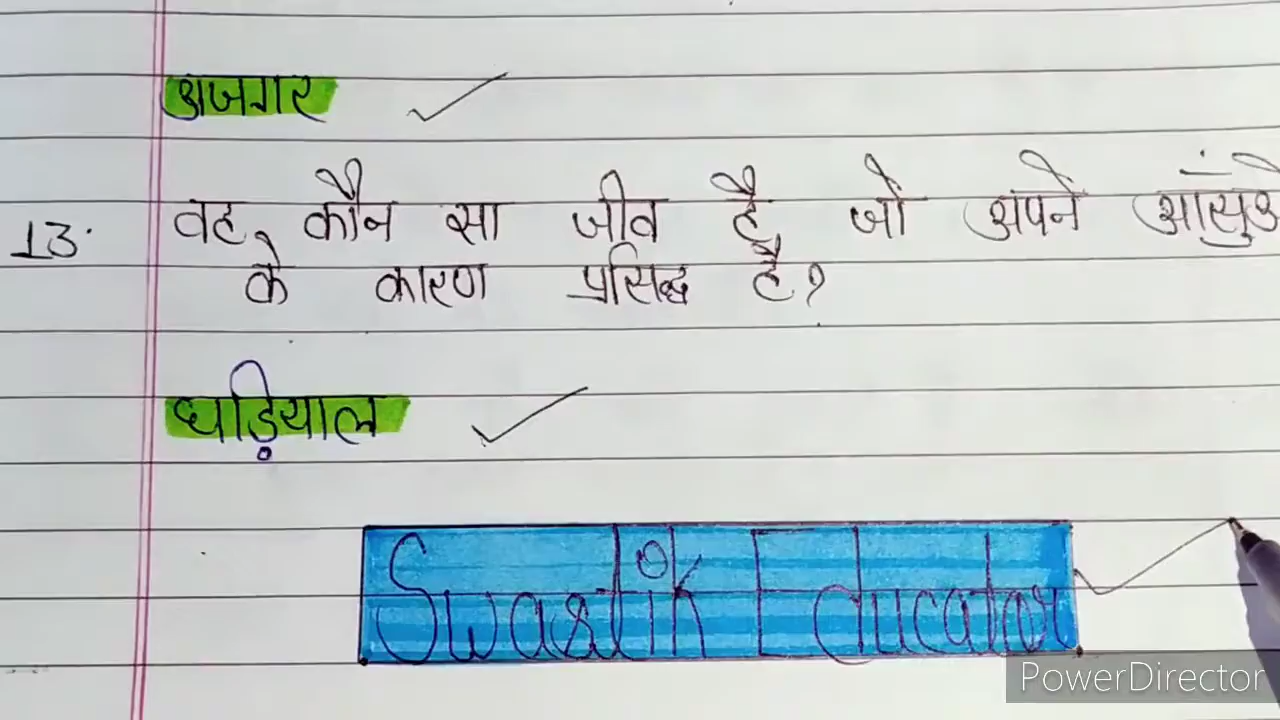 अजगर
13. वह कौन सा जीव है, जो अपने आंसुओ
के कारण प्रसिद्ध है?
घड़ियाल
Swastik Educator
PowerDirector